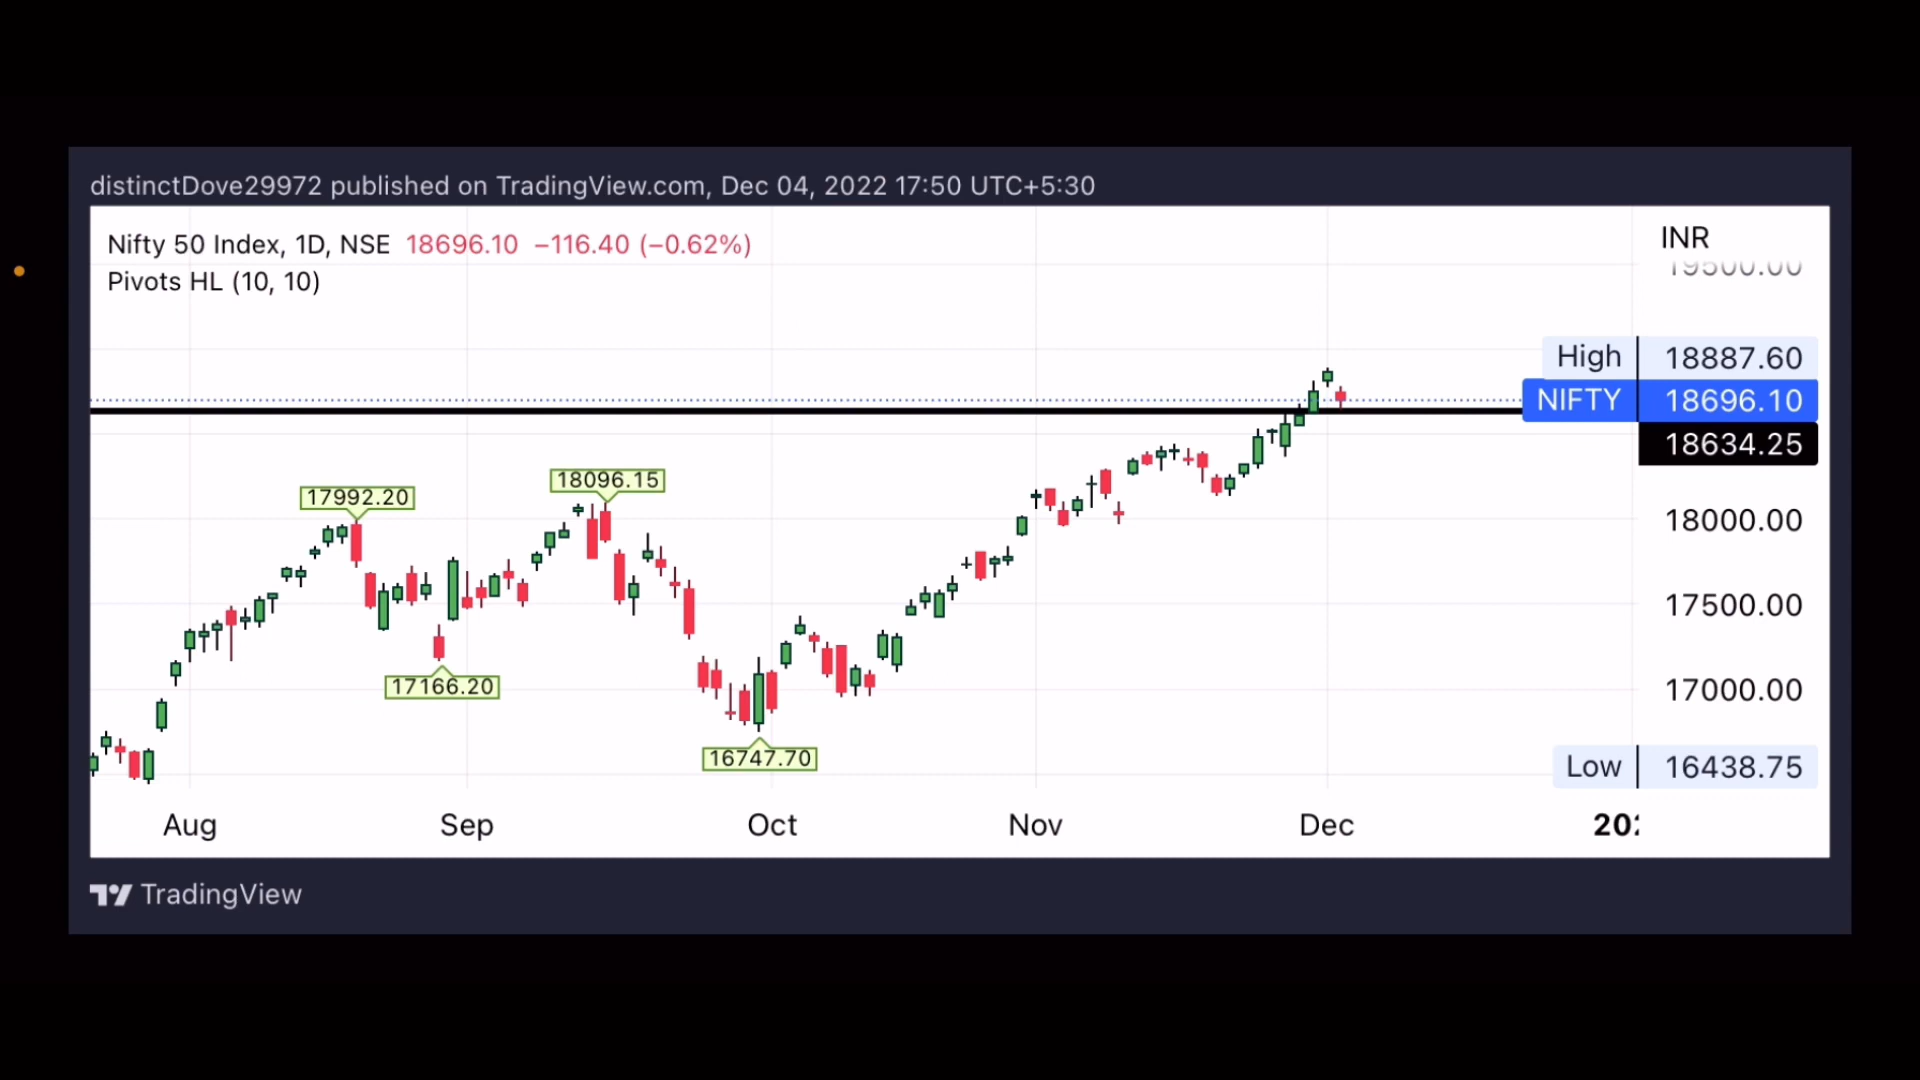 distinctDove29972 published on TradingView.com, Dec 04, 2022 17:50 UTC+5:30
Nifty 50 Index, 1D, NSE 18696.10 −116.40 (−0.62%)
Pivots HL (10, 10)
INR
19500.00
High 18887.60
NIFTY 18696.10
18634.25
18096.15
17992.20
18000.00
17500.00
17166.20
17000.00
16747.70
Low 16438.75
Aug Sep Oct Nov Dec
TradingView